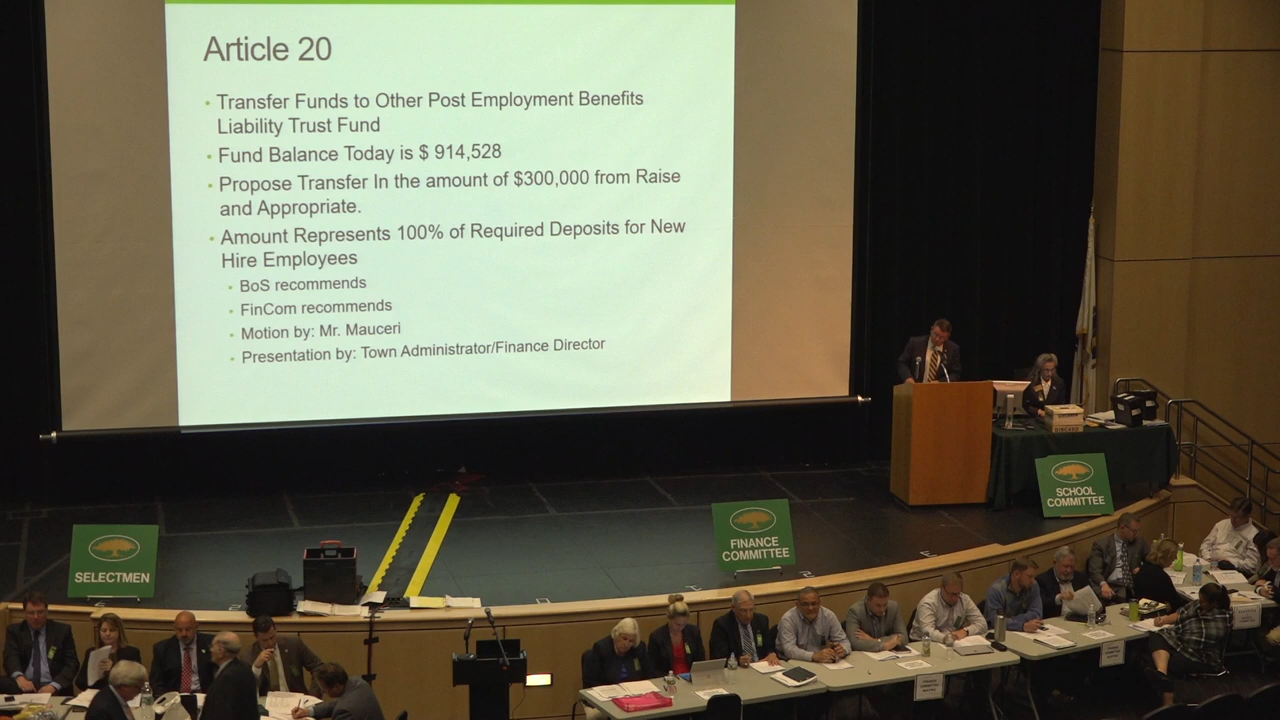 Article 20
• Transfer Funds to Other Post Employment Benefits
Liability Trust Fund
• Fund Balance Today is $ 914,528
• Propose Transfer In the amount of $300,000 from Raise
and Appropriate.
• Amount Represents 100% of Required Deposits for New
Hire Employees
• BoS recommends
• FinCom recommends
• Motion by: Mr. Mauceri
• Presentation by: Town Administrator/Finance Director
SCHOOL
COMMITTEE
FINANCE
COMMITTEE
SELECTMEN